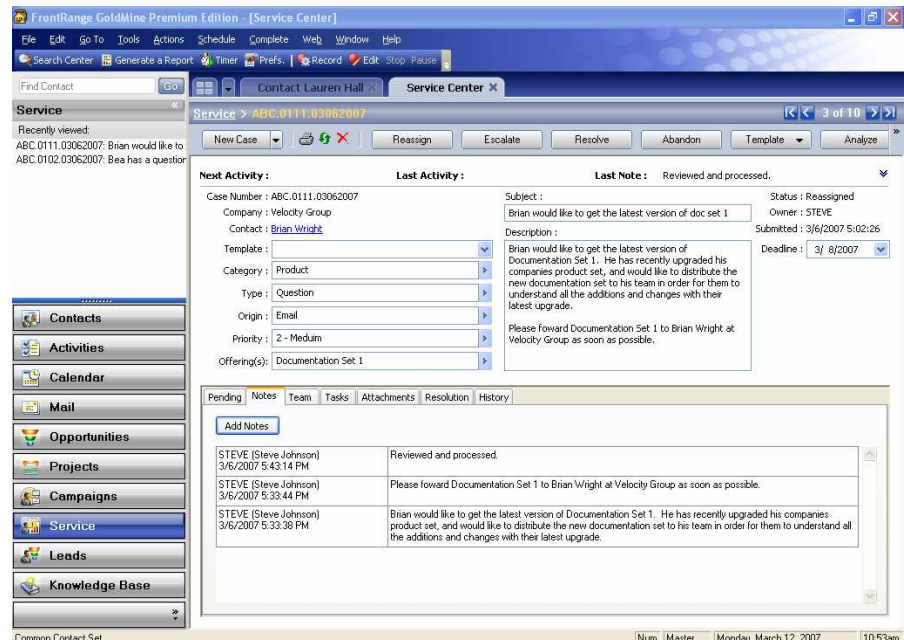 FrontRange GoldMine Premium Edition - [Service Center]
File Edit Go To Tools Actions Schedule Complete Web Window Help
Search Center Generate a Report Timer Prefs. Record Edit Stop Pause
Find Contact Go
Contact Lauren Hall Service Center
Service
Service > ABC.0111.03062007 3 of 10
Recently viewed:
ABC.0111.03062007: Brian would like to
ABC.0102.03062007: Bea has a question
New Case Reassign Escalate Resolve Abandon Template Analyze
Next Activity : Last Activity : Last Note : Reviewed and processed.
Case Number : ABC.0111.03062007
Company : Velocity Group
Contact : Brian Wright
Template :
Category : Product
Type : Question
Origin : Email
Priority : 2 - Meduim
Offering(s): Documentation Set 1
Subject :
Brian would like to get the latest version of doc set 1
Description :
Brian would like to get the latest version of
Documentation Set 1. He has recently upgraded his
companies product set, and would like to distribute the
new documentation set to his team in order for them to
understand all the additions and changes with their
latest upgrade.
Please foward Documentation Set 1 to Brian Wright at
Velocity Group as soon as possible.
Status : Reassigned
Owner : STEVE
Submitted : 3/6/2007 5:02:26
Deadline : 3/ 8/2007
Contacts
Activities
Calendar
Mail
Opportunities
Projects
Campaigns
Service
Leads
Knowledge Base
Pending Notes Team Tasks Attachments Resolution History
Add Notes
STEVE (Steve Johnson)
3/6/2007 5:43:14 PM
Reviewed and processed.
STEVE (Steve Johnson)
3/6/2007 5:33:44 PM
Please foward Documentation Set 1 to Brian Wright at Velocity Group as soon as possible.
STEVE (Steve Johnson)
3/6/2007 5:33:38 PM
Brian would like to get the latest version of Documentation Set 1. He has recently upgraded his companies
product set, and would like to distribute the new documentation set to his team in order for them to understand all
the additions and changes with their latest upgrade.
Common Contact Set Num Master Monday, March 12, 2007 10:53am